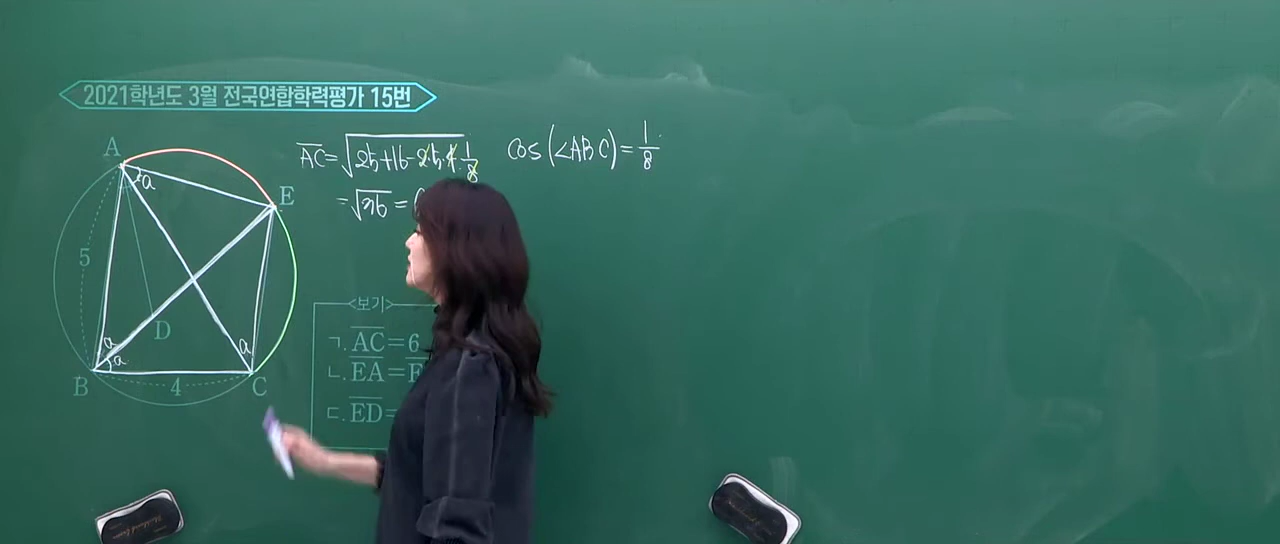 2021학년도 3월 전국연합학력평가 15번
A
E
a
5
D
a
a
a
B
4
C
AC=√25+16-2·5·4·1/8
=√36=
cos(∠ABC)=1/8
<보기>
ㄱ. AC=6
ㄴ. EA=
ㄷ. ED=